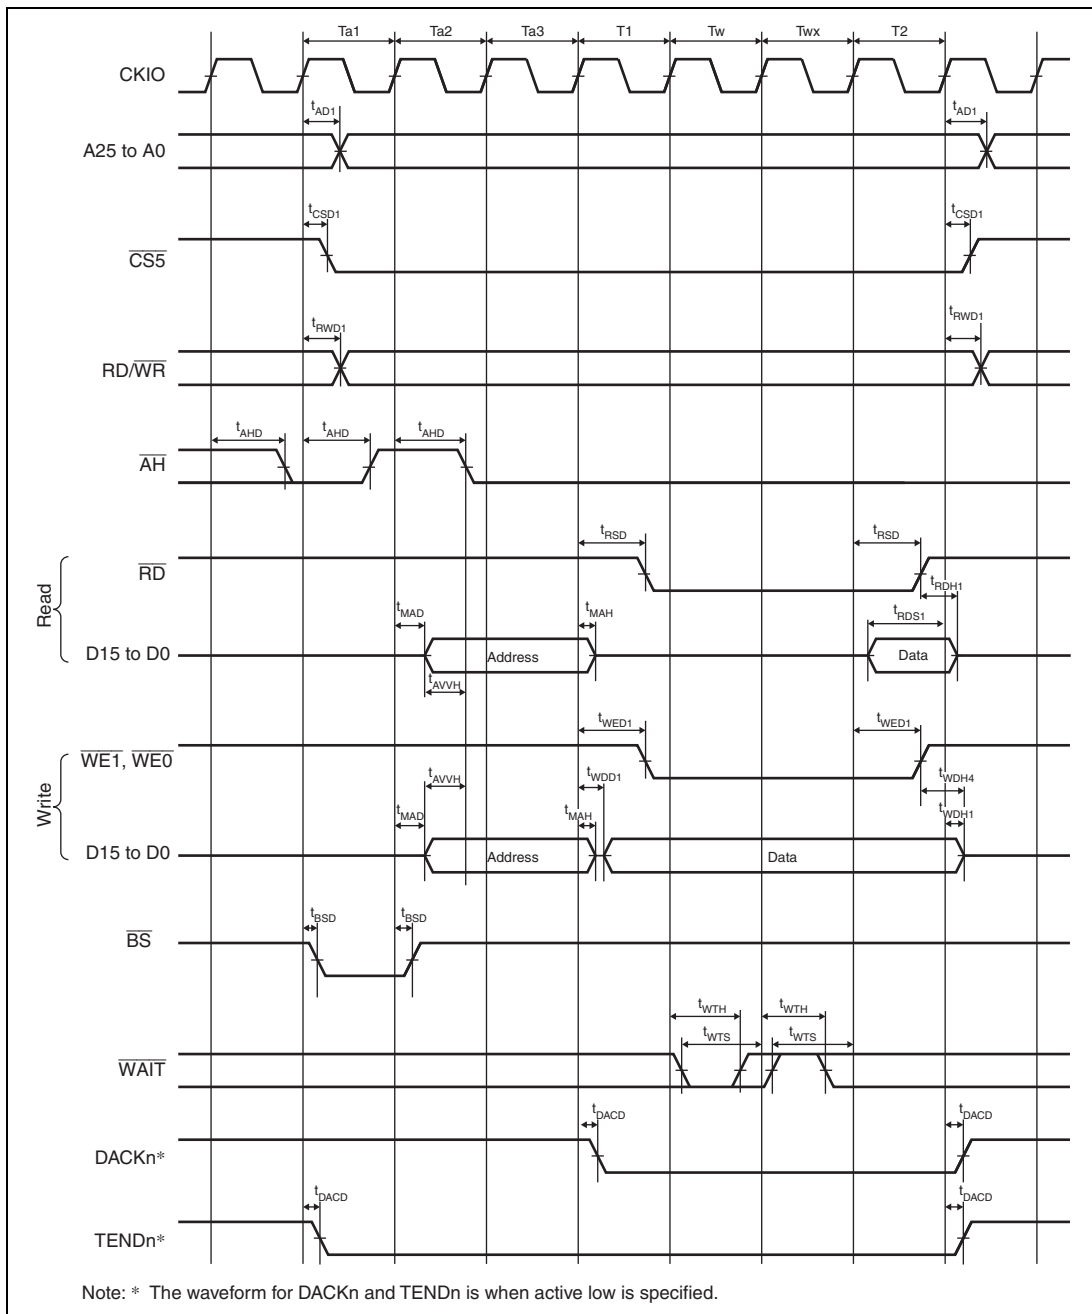 Ta1 Ta2 Ta3 T1 Tw Twx T2
CKIO
tAD1 tAD1
A25 to A0
tCSD1 tCSD1
CS5
tRWD1 tRWD1
RD/WR
tAHD tAHD tAHD
AH
tRSD tRSD
RD
tRDH1
Read
tMAD tMAH tRDS1
D15 to D0 Address Data
tAVVH
tWED1 tWED1
WE1, WE0
tAVVH tWDD1 tWDH4
Write
tMAD tMAH tWDH1
D15 to D0 Address Data
tBSD tBSD
BS
tWTH tWTH
tWTS tWTS
WAIT
tDACD tDACD
DACKn*
tDACD tDACD
TENDn*
Note: * The waveform for DACKn and TENDn is when active low is specified.